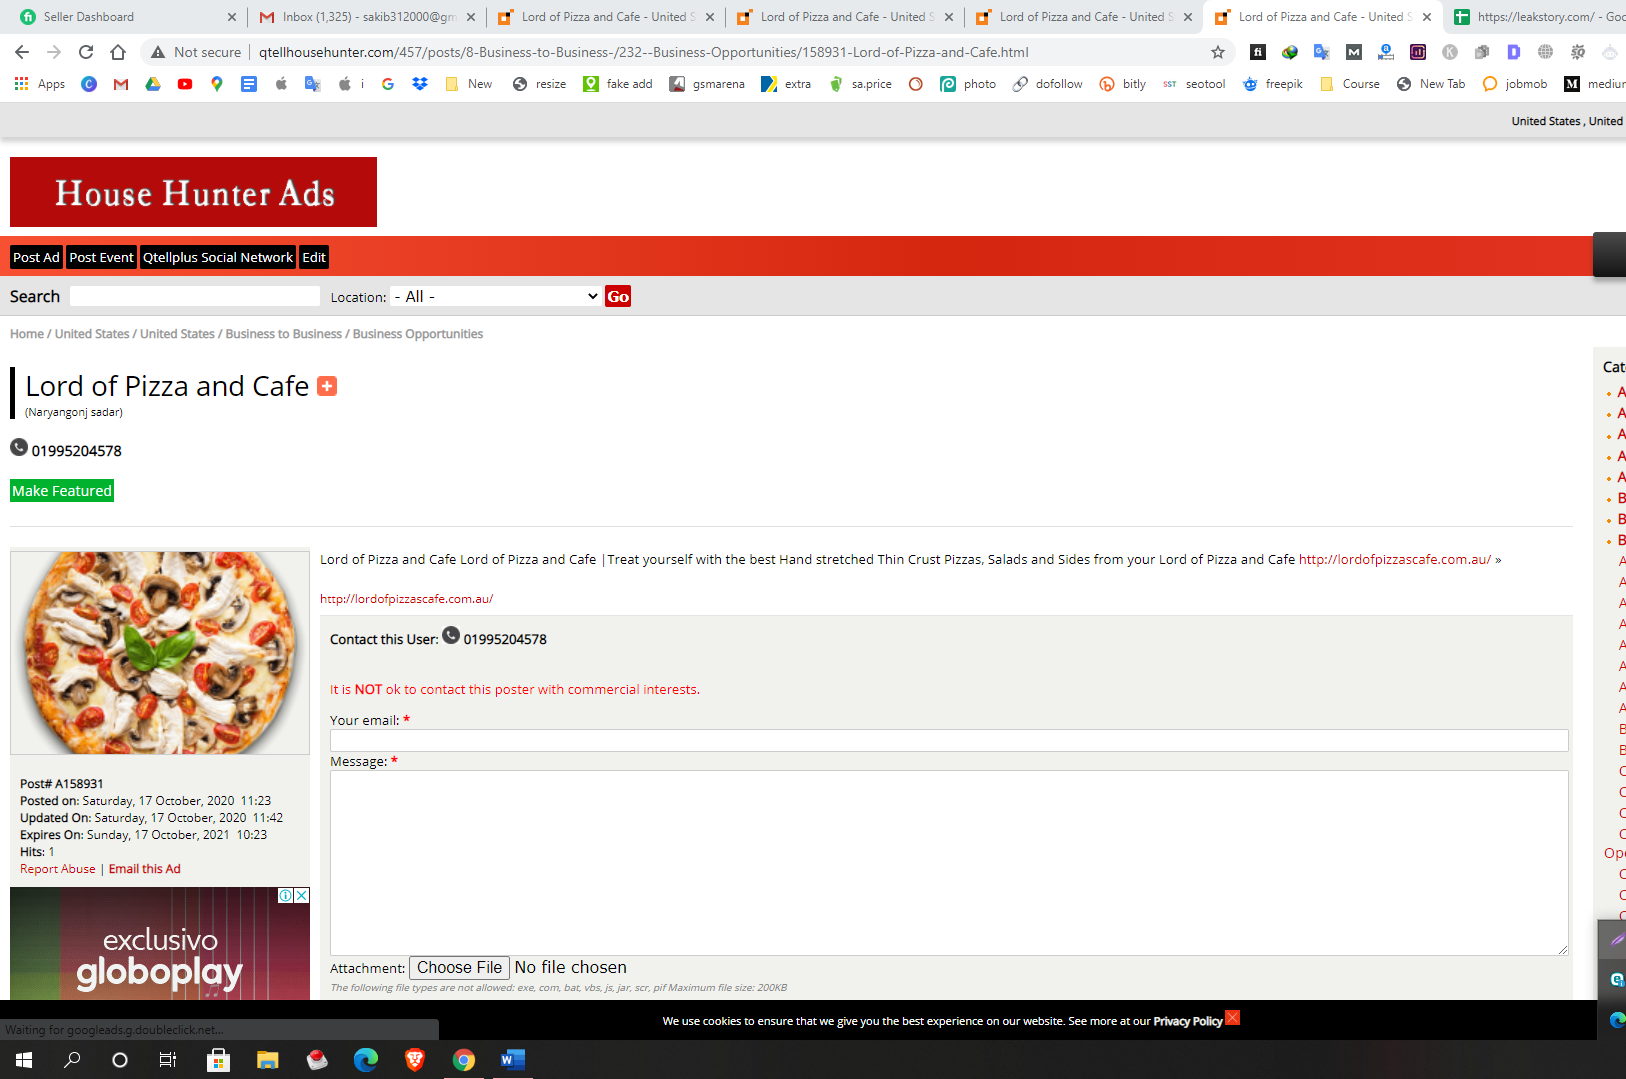 Seller Dashboard
Inbox (1,325) - sakib312000@gm
Lord of Pizza and Cafe - United S
Lord of Pizza and Cafe - United S
Lord of Pizza and Cafe - United S
Lord of Pizza and Cafe - United S
https://leakstory.com/ - Goo
Not secure
qtellhousehunter.com/457/posts/8-Business-to-Business-/232--Business-Opportunities/158931-Lord-of-Pizza-and-Cafe.html
Apps
i
New
resize
fake add
gsmarena
extra
sa.price
photo
dofollow
bitly
SST seotool
freepik
Course
New Tab
jobmob
mediur
United States , United
House Hunter Ads
Post Ad Post Event Qtellplus Social Network Edit
Search Location: - All - Go
Home / United States / United States / Business to Business / Business Opportunities
Lord of Pizza and Cafe
(Naryangonj sadar)
01995204578
Make Featured
Lord of Pizza and Cafe Lord of Pizza and Cafe |Treat yourself with the best Hand stretched Thin Crust Pizzas, Salads and Sides from your Lord of Pizza and Cafe http://lordofpizzascafe.com.au/ »
http://lordofpizzascafe.com.au/
Contact this User: 01995204578
It is NOT ok to contact this poster with commercial interests.
Your email: *
Message: *
Attachment: Choose File No file chosen
The following file types are not allowed: exe, com, bat, vbs, js, jar, scr, pif Maximum file size: 200KB
Post# A158931
Posted on: Saturday, 17 October, 2020 11:23
Updated On: Saturday, 17 October, 2020 11:42
Expires On: Sunday, 17 October, 2021 10:23
Hits: 1
Report Abuse | Email this Ad
exclusivo
globoplay
Cat
A
A
A
A
A
B
B
B
A
A
A
A
A
A
A
A
B
B
C
C
C
C
Ope
C
C
C
Waiting for googleads.g.doubleclick.net...
We use cookies to ensure that we give you the best experience on our website. See more at our Privacy Policy